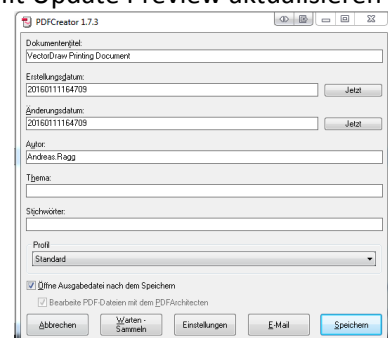 Update Preview aktualisieren
PDFCreator 1.7.3
Dokumententitel:
VectorDraw Printing Document
Erstellungsdatum:
20160111164709
Jetzt
Änderungsdatum:
20160111164709
Jetzt
Autor:
Andreas.Ragg
Thema:
Stichwörter:
Profil
Standard
Öffne Ausgabedatei nach dem Speichern
Bearbeite PDF-Dateien mit dem PDFArchitecten
Abbrechen
Warten -
Sammeln
Einstellungen
E-Mail
Speichern